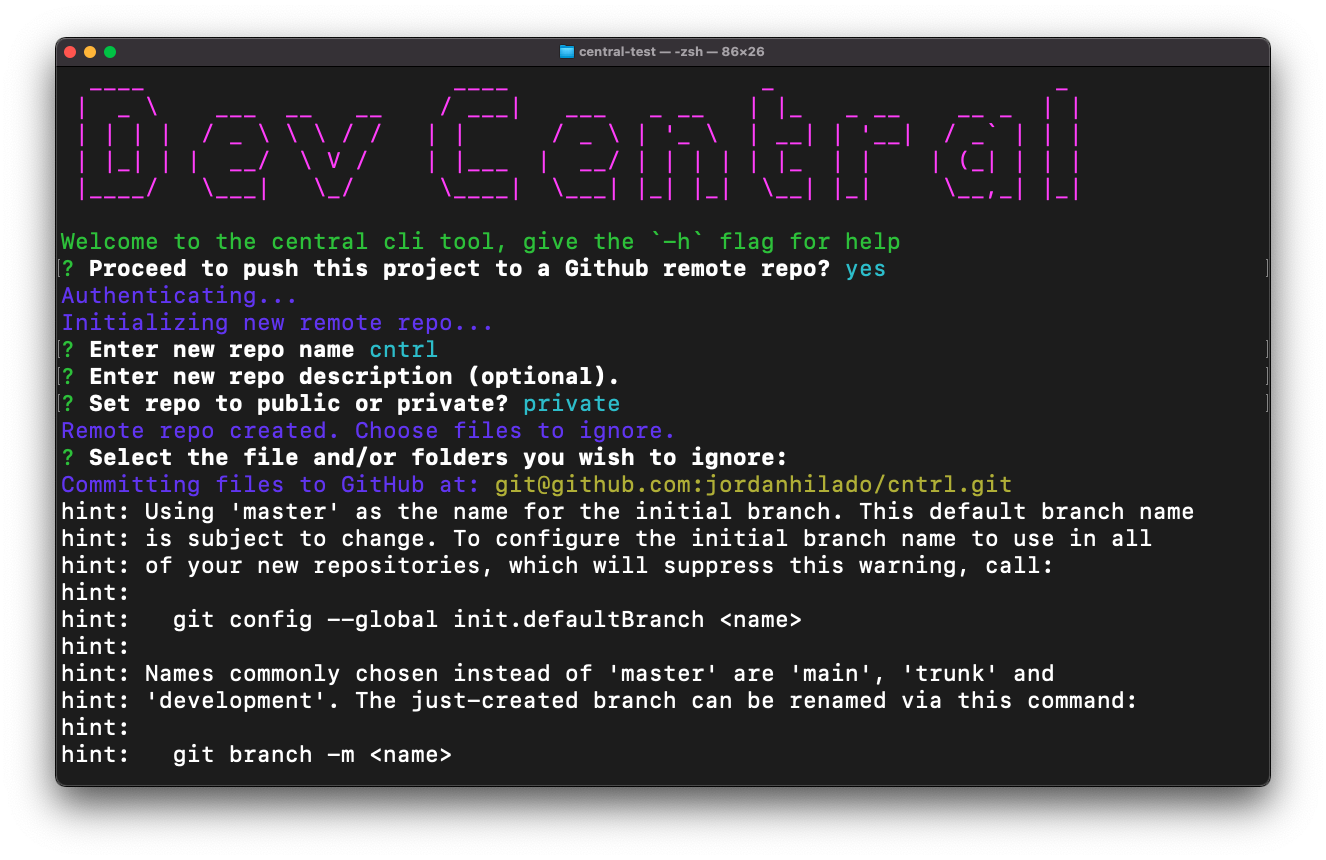 central-test — -zsh — 86×26
Dev Central
Welcome to the central cli tool, give the `-h` flag for help
? Proceed to push this project to a Github remote repo? yes
Authenticating...
Initializing new remote repo...
? Enter new repo name cntrl
? Enter new repo description (optional).
? Set repo to public or private? private
Remote repo created. Choose files to ignore.
? Select the file and/or folders you wish to ignore:
Committing files to GitHub at: git@github.com:jordanhilado/cntrl.git
hint: Using 'master' as the name for the initial branch. This default branch name
hint: is subject to change. To configure the initial branch name to use in all
hint: of your new repositories, which will suppress this warning, call:
hint:
hint:   git config --global init.defaultBranch <name>
hint:
hint: Names commonly chosen instead of 'master' are 'main', 'trunk' and
hint: 'development'. The just-created branch can be renamed via this command:
hint:
hint:   git branch -m <name>